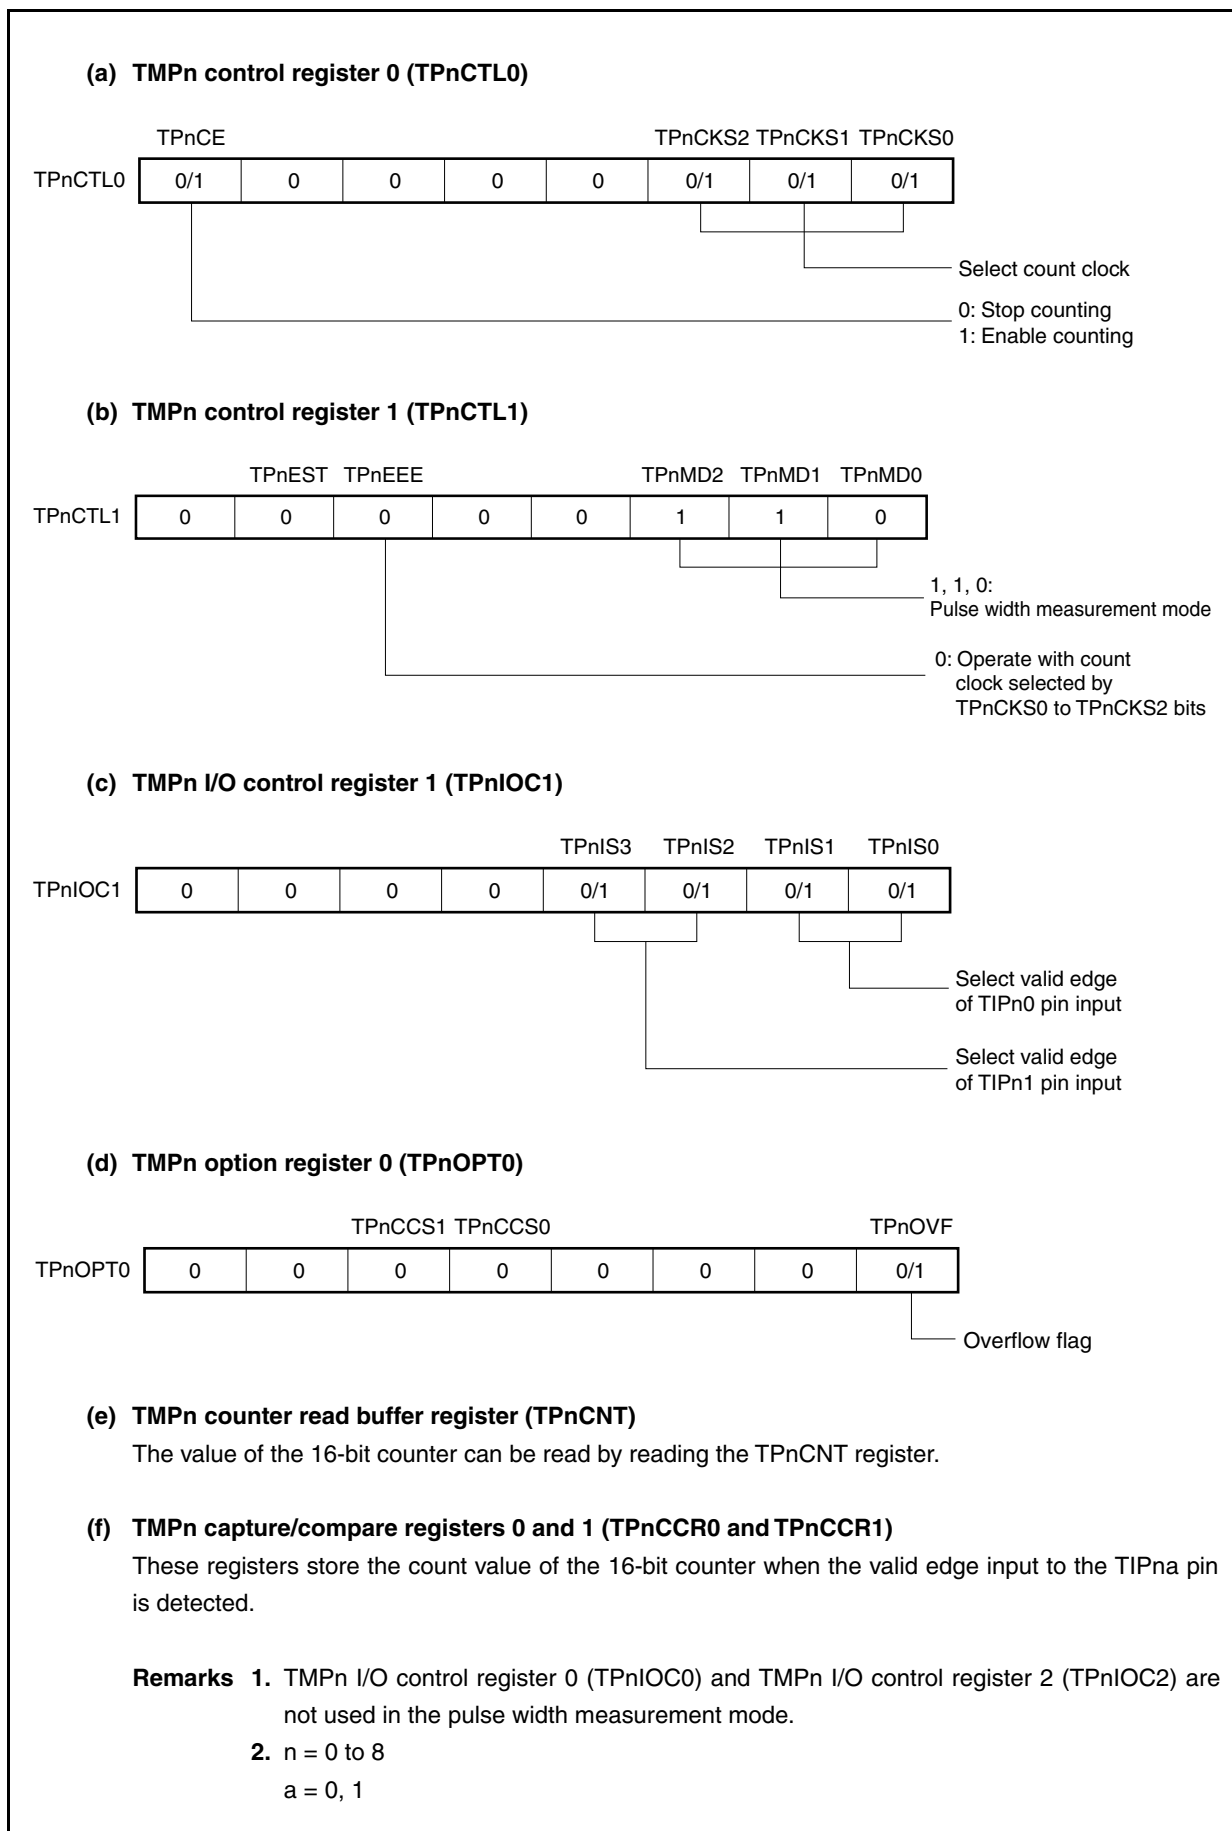 (a) TMPn control register 0 (TPnCTL0)
TPnCE TPnCKS2 TPnCKS1 TPnCKS0
TPnCTL0 0/1 0 0 0 0 0/1 0/1 0/1
Select count clock
0: Stop counting
1: Enable counting
(b) TMPn control register 1 (TPnCTL1)
TPnEST TPnEEE TPnMD2 TPnMD1 TPnMD0
TPnCTL1 0 0 0 0 0 1 1 0
1, 1, 0:
Pulse width measurement mode
0: Operate with count
clock selected by
TPnCKS0 to TPnCKS2 bits
(c) TMPn I/O control register 1 (TPnIOC1)
TPnIS3 TPnIS2 TPnIS1 TPnIS0
TPnIOC1 0 0 0 0 0/1 0/1 0/1 0/1
Select valid edge
of TIPn0 pin input
Select valid edge
of TIPn1 pin input
(d) TMPn option register 0 (TPnOPT0)
TPnCCS1 TPnCCS0 TPnOVF
TPnOPT0 0 0 0 0 0 0 0 0/1
Overflow flag
(e) TMPn counter read buffer register (TPnCNT)
The value of the 16-bit counter can be read by reading the TPnCNT register.
(f) TMPn capture/compare registers 0 and 1 (TPnCCR0 and TPnCCR1)
These registers store the count value of the 16-bit counter when the valid edge input to the TIPna pin
is detected.
Remarks 1. TMPn I/O control register 0 (TPnIOC0) and TMPn I/O control register 2 (TPnIOC2) are
not used in the pulse width measurement mode.
2. n = 0 to 8
a = 0, 1